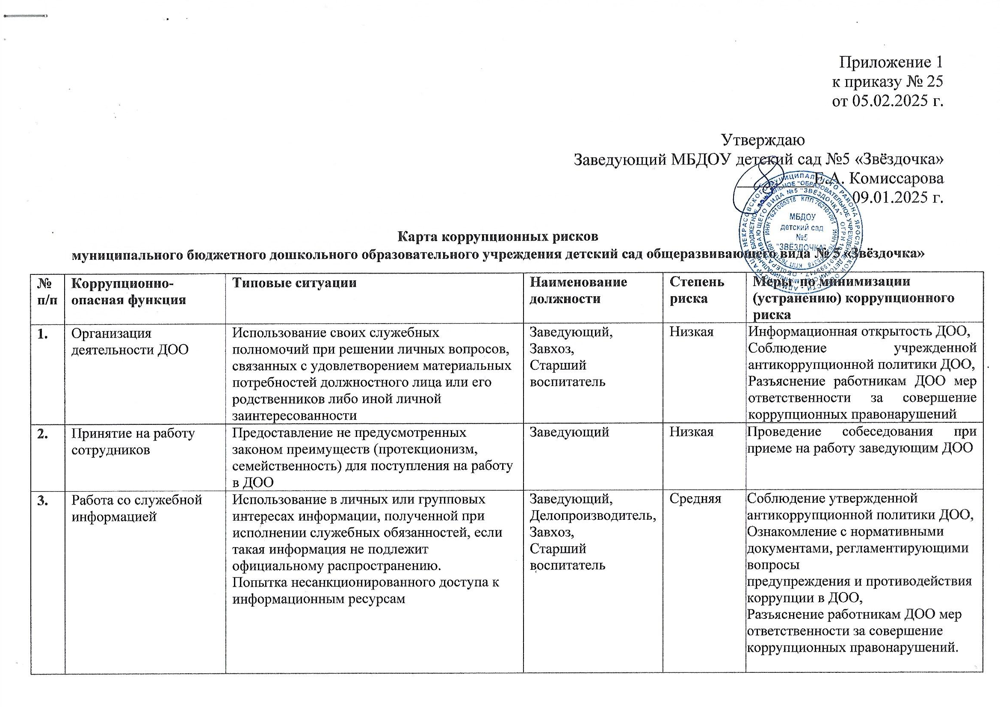 Приложение 1
к приказу № 25
от 05.02.2025 г.
Утверждаю
Заведующий МБДОУ детский сад №5 «Звёздочка»
Е.А. Комиссарова
09.01.2025 г.
МБДОУ
детский сад
№5
"ЗВЁЗДОЧКА"
Карта коррупционных рисков
муниципального бюджетного дошкольного образовательного учреждения детский сад общеразвивающего вида № 5 «Звёздочка»
№
п/п
Коррупционно-
опасная функция
Типовые ситуации
Наименование
должности
Степень
риска
Меры по минимизации
(устранению) коррупционного
риска
1.
Организация
деятельности ДОО
Использование своих служебных
полномочий при решении личных вопросов,
связанных с удовлетворением материальных
потребностей должностного лица или его
родственников либо иной личной
заинтересованности
Заведующий,
Завхоз,
Старший
воспитатель
Низкая
Информационная открытость ДОО,
Соблюдение учрежденной
антикоррупционной политики ДОО,
Разъяснение работникам ДОО мер
ответственности за совершение
коррупционных правонарушений
2.
Принятие на работу
сотрудников
Предоставление не предусмотренных
законом преимуществ (протекционизм,
семейственность) для поступления на работу
в ДОО
Заведующий
Низкая
Проведение собеседования при
приеме на работу заведующим ДОО
3.
Работа со служебной
информацией
Использование в личных или групповых
интересах информации, полученной при
исполнении служебных обязанностей, если
такая информация не подлежит
официальному распространению.
Попытка несанкционированного доступа к
информационным ресурсам
Заведующий,
Делопроизводитель,
Завхоз,
Старший
воспитатель
Средняя
Соблюдение утвержденной
антикоррупционной политики ДОО,
Ознакомление с нормативными
документами, регламентирующими
вопросы
предупреждения и противодействия
коррупции в ДОО,
Разъяснение работникам ДОО мер
ответственности за совершение
коррупционных правонарушений.